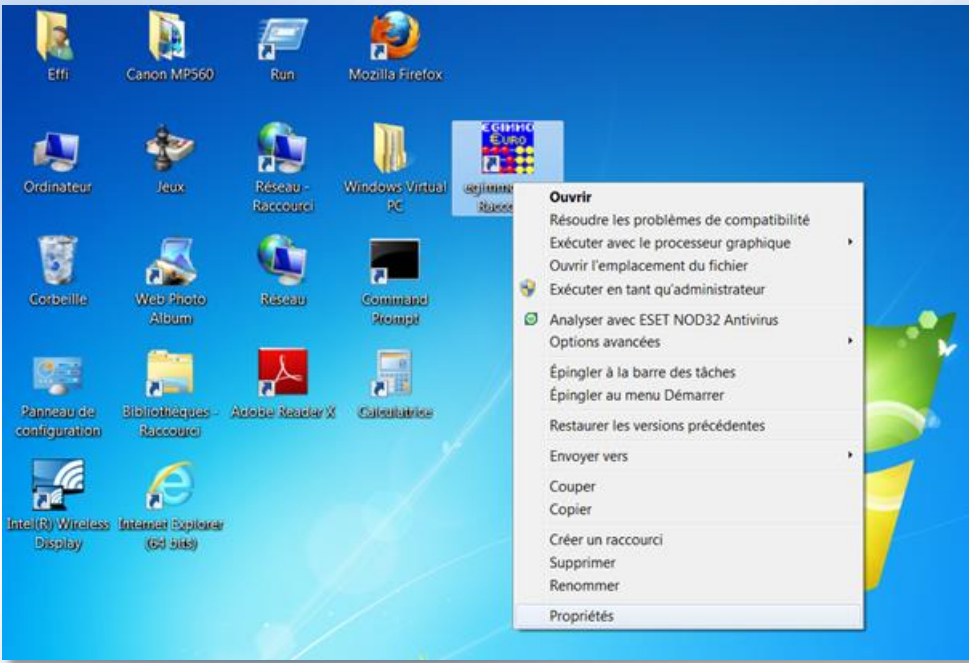 Effi
Canon MP560
Run
Mozilla Firefox
Ordinateur
Jeux
Réseau -
Raccourci
Windows Virtual
PC
EGIMMO
€URO
Corbeille
Web Photo
Album
Réseau
Command
Prompt
Panneau de
configuration
Bibliothèques -
Raccourci
Adobe Reader X
Calculatrice
Intel(R) Wireless
Display
Internet Explorer
(64 bits)
Ouvrir
Résoudre les problèmes de compatibilité
Exécuter avec le processeur graphique
Ouvrir l'emplacement du fichier
Exécuter en tant qu'administrateur
Analyser avec ESET NOD32 Antivirus
Options avancées
Épingler à la barre des tâches
Épingler au menu Démarrer
Restaurer les versions précédentes
Envoyer vers
Couper
Copier
Créer un raccourci
Supprimer
Renommer
Propriétés